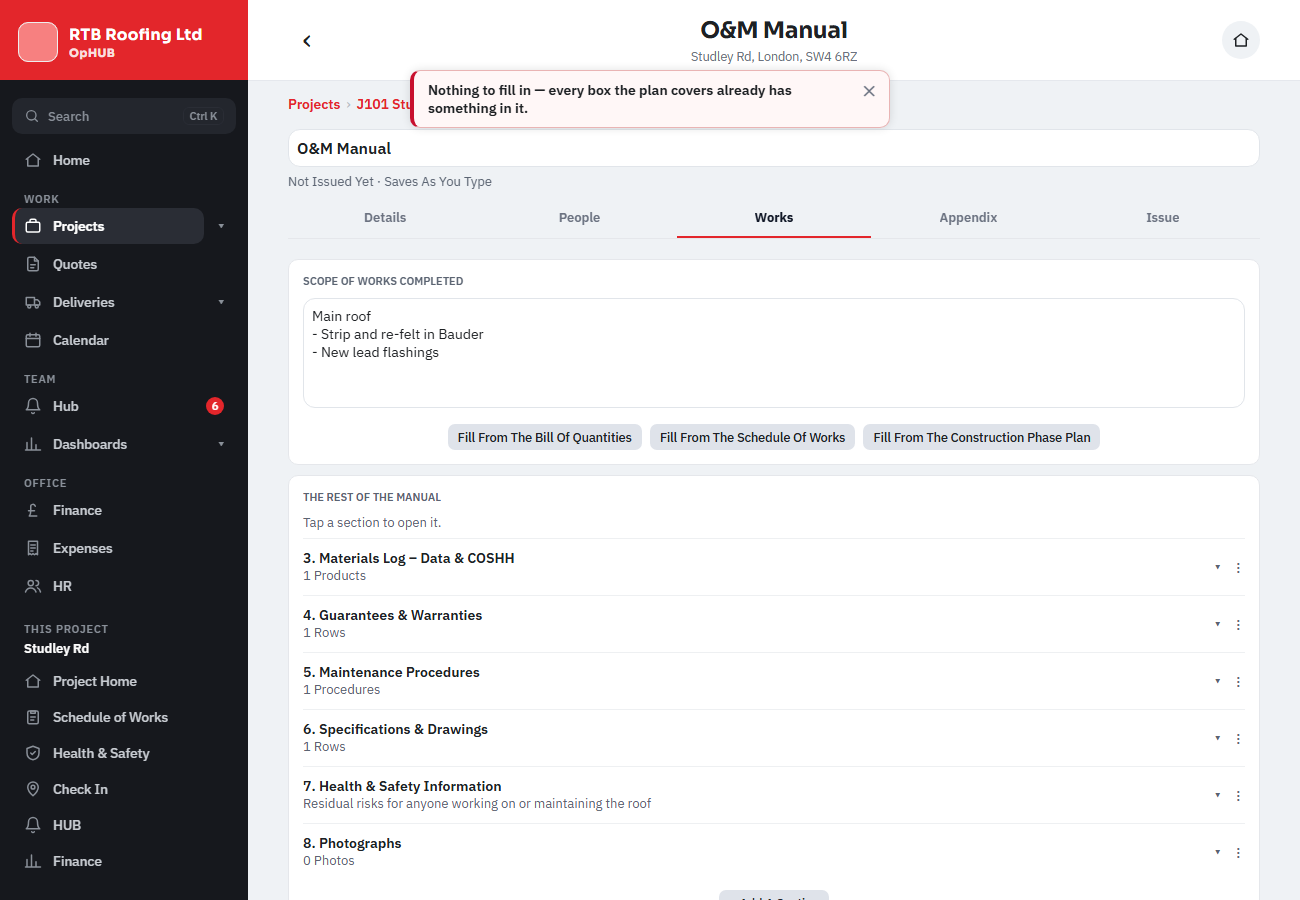 RTB Roofing Ltd
OpHUB
Search
Ctrl K
Home
WORK
Projects
Quotes
Deliveries
Calendar
TEAM
Hub
6
Dashboards
OFFICE
Finance
Expenses
HR
THIS PROJECT
Studley Rd
Project Home
Schedule of Works
Health & Safety
Check In
HUB
Finance
O&M Manual
Studley Rd, London, SW4 6RZ
Nothing to fill in — every box the plan covers already has
something in it.
Projects › J101
O&M Manual
Not Issued Yet · Saves As You Type
Details
People
Works
Appendix
Issue
SCOPE OF WORKS COMPLETED
Main roof
- Strip and re-felt in Bauder
- New lead flashings
Fill From The Bill Of Quantities
Fill From The Schedule Of Works
Fill From The Construction Phase Plan
THE REST OF THE MANUAL
Tap a section to open it.
3. Materials Log – Data & COSHH
1 Products
4. Guarantees & Warranties
1 Rows
5. Maintenance Procedures
1 Procedures
6. Specifications & Drawings
1 Rows
7. Health & Safety Information
Residual risks for anyone working on or maintaining the roof
8. Photographs
0 Photos